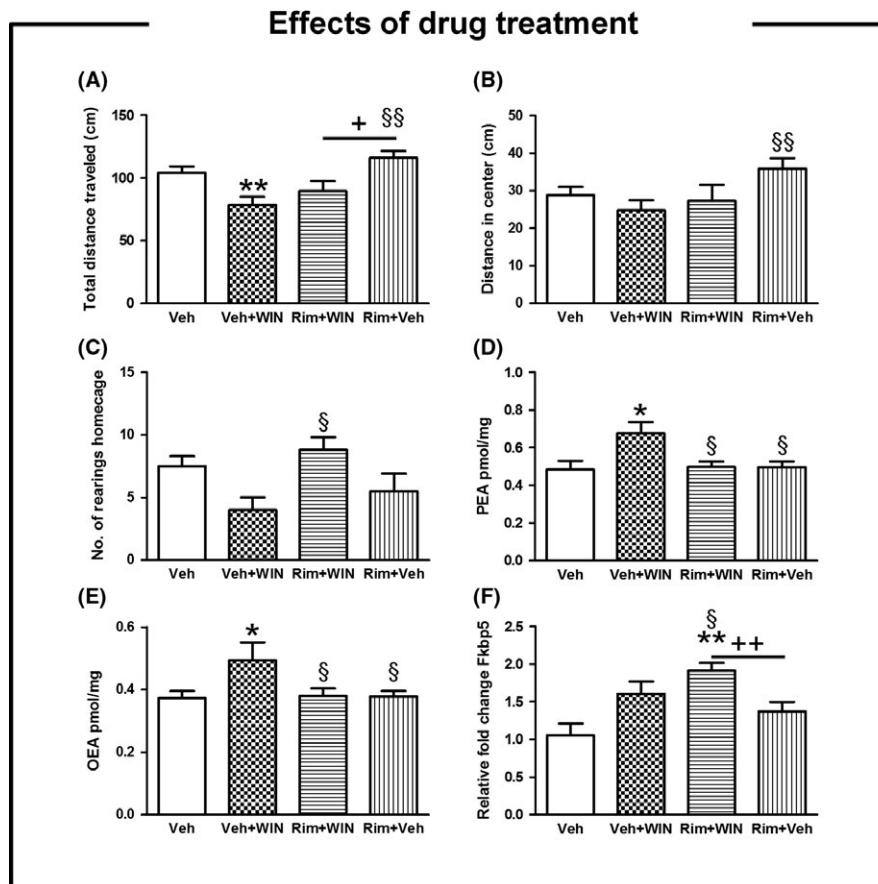 Effects of drug treatment
(A)
Total distance traveled (cm)
150
100
50
0
**
+
§§
Veh Veh+WIN Rim+WIN Rim+Veh
(B)
Distance in center (cm)
60
50
40
30
20
10
0
§§
Veh Veh+WIN Rim+WIN Rim+Veh
(C)
No. of rearings homecage
15
10
5
0
§
Veh Veh+WIN Rim+WIN Rim+Veh
(D)
PEA pmol/mg
1.0
0.8
0.6
0.4
0.2
0.0
*
§
§
Veh Veh+WIN Rim+WIN Rim+Veh
(E)
OEA pmol/mg
0.6
0.4
0.2
0.0
*
§
§
Veh Veh+WIN Rim+WIN Rim+Veh
(F)
Relative fold change Fkbp5
2.5
2.0
1.5
1.0
0.5
0.0
§
** ++
Veh Veh+WIN Rim+WIN Rim+Veh